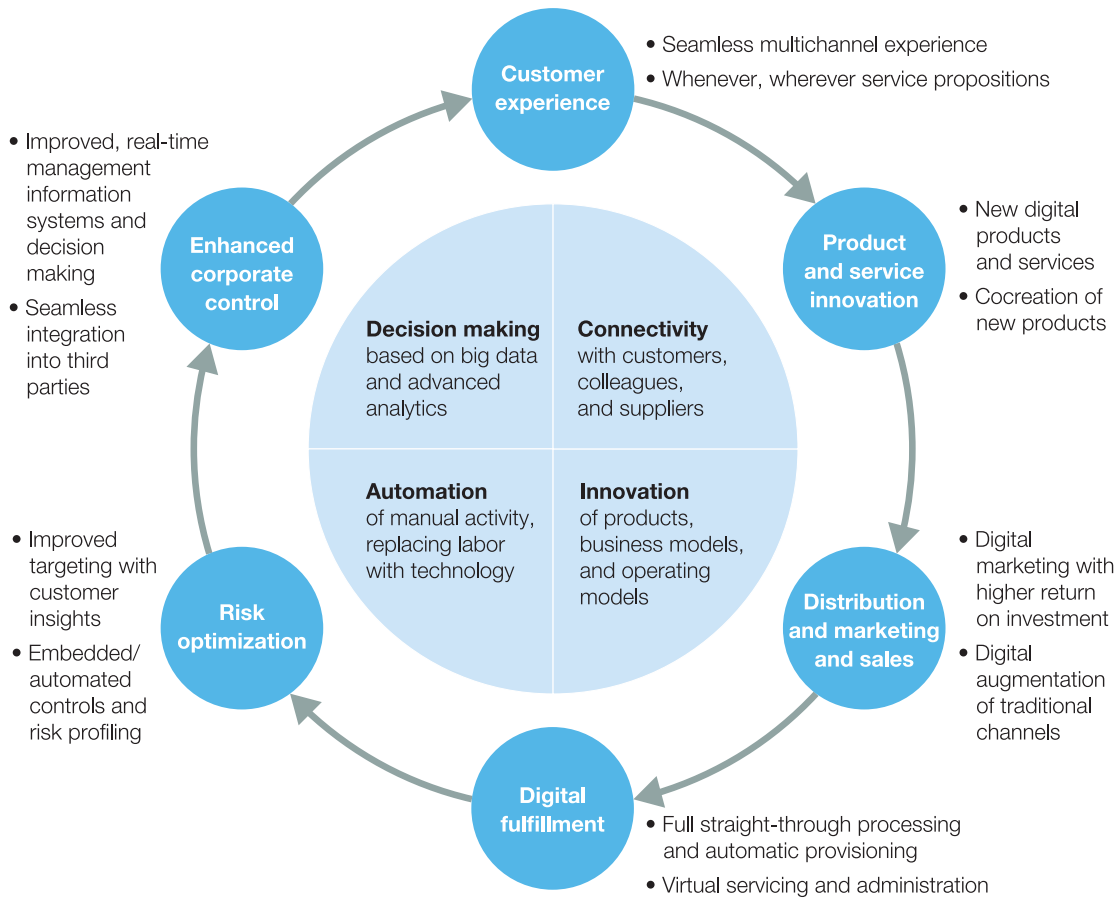 Customer
experience
• Seamless multichannel experience
• Whenever, wherever service propositions
Product
and service
innovation
• New digital
products
and services
• Cocreation of
new products
Distribution
and marketing
and sales
• Digital
marketing with
higher return
on investment
• Digital
augmentation
of traditional
channels
Digital
fulfillment
• Full straight-through processing
and automatic provisioning
• Virtual servicing and administration
Risk
optimization
• Improved
targeting with
customer
insights
• Embedded/
automated
controls and
risk profiling
Enhanced
corporate
control
• Improved, real-time
management
information
systems and
decision
making
• Seamless
integration
into third
parties
Decision making
based on big data
and advanced
analytics
Connectivity
with customers,
colleagues,
and suppliers
Automation
of manual activity,
replacing labor
with technology
Innovation
of products,
business models,
and operating
models